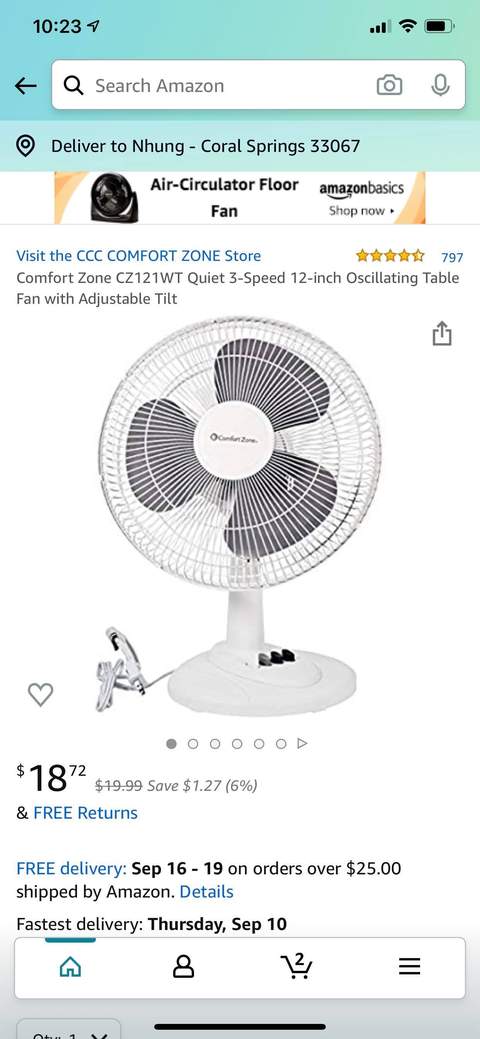 10:23
Search Amazon
Deliver to Nhung - Coral Springs 33067
Air-Circulator Floor
Fan
amazonbasics
Shop now
Visit the CCC COMFORT ZONE Store
797
Comfort Zone CZ121WT Quiet 3-Speed 12-inch Oscillating Table
Fan with Adjustable Tilt
Comfort Zone
$18.72 $19.99 Save $1.27 (6%)
& FREE Returns
FREE delivery: Sep 16 - 19 on orders over $25.00
shipped by Amazon. Details
Fastest delivery: Thursday, Sep 10
2
Qty: 1